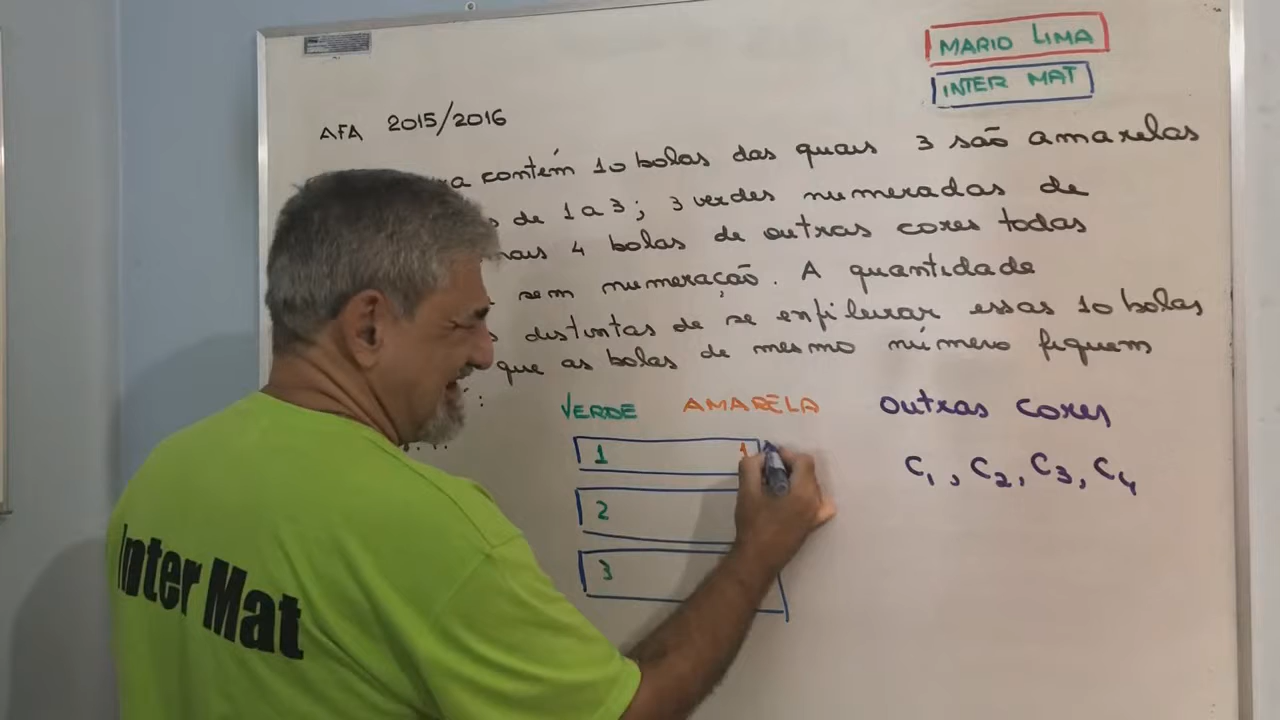 MARIO LIMA
INTER MAT
AFA 2015/2016
contém 10 bolas das quais 3 são amarelas
de 1 a 3; 3 verdes numeradas de
4 bolas de outras cores todas
sem numeração. A quantidade
distintas de se enfileirar essas 10 bolas
que as bolas de mesmo número fiquem
VERDE AMARELA outras cores
1 1
C1, C2, C3, C4
2
3
Inter Mat